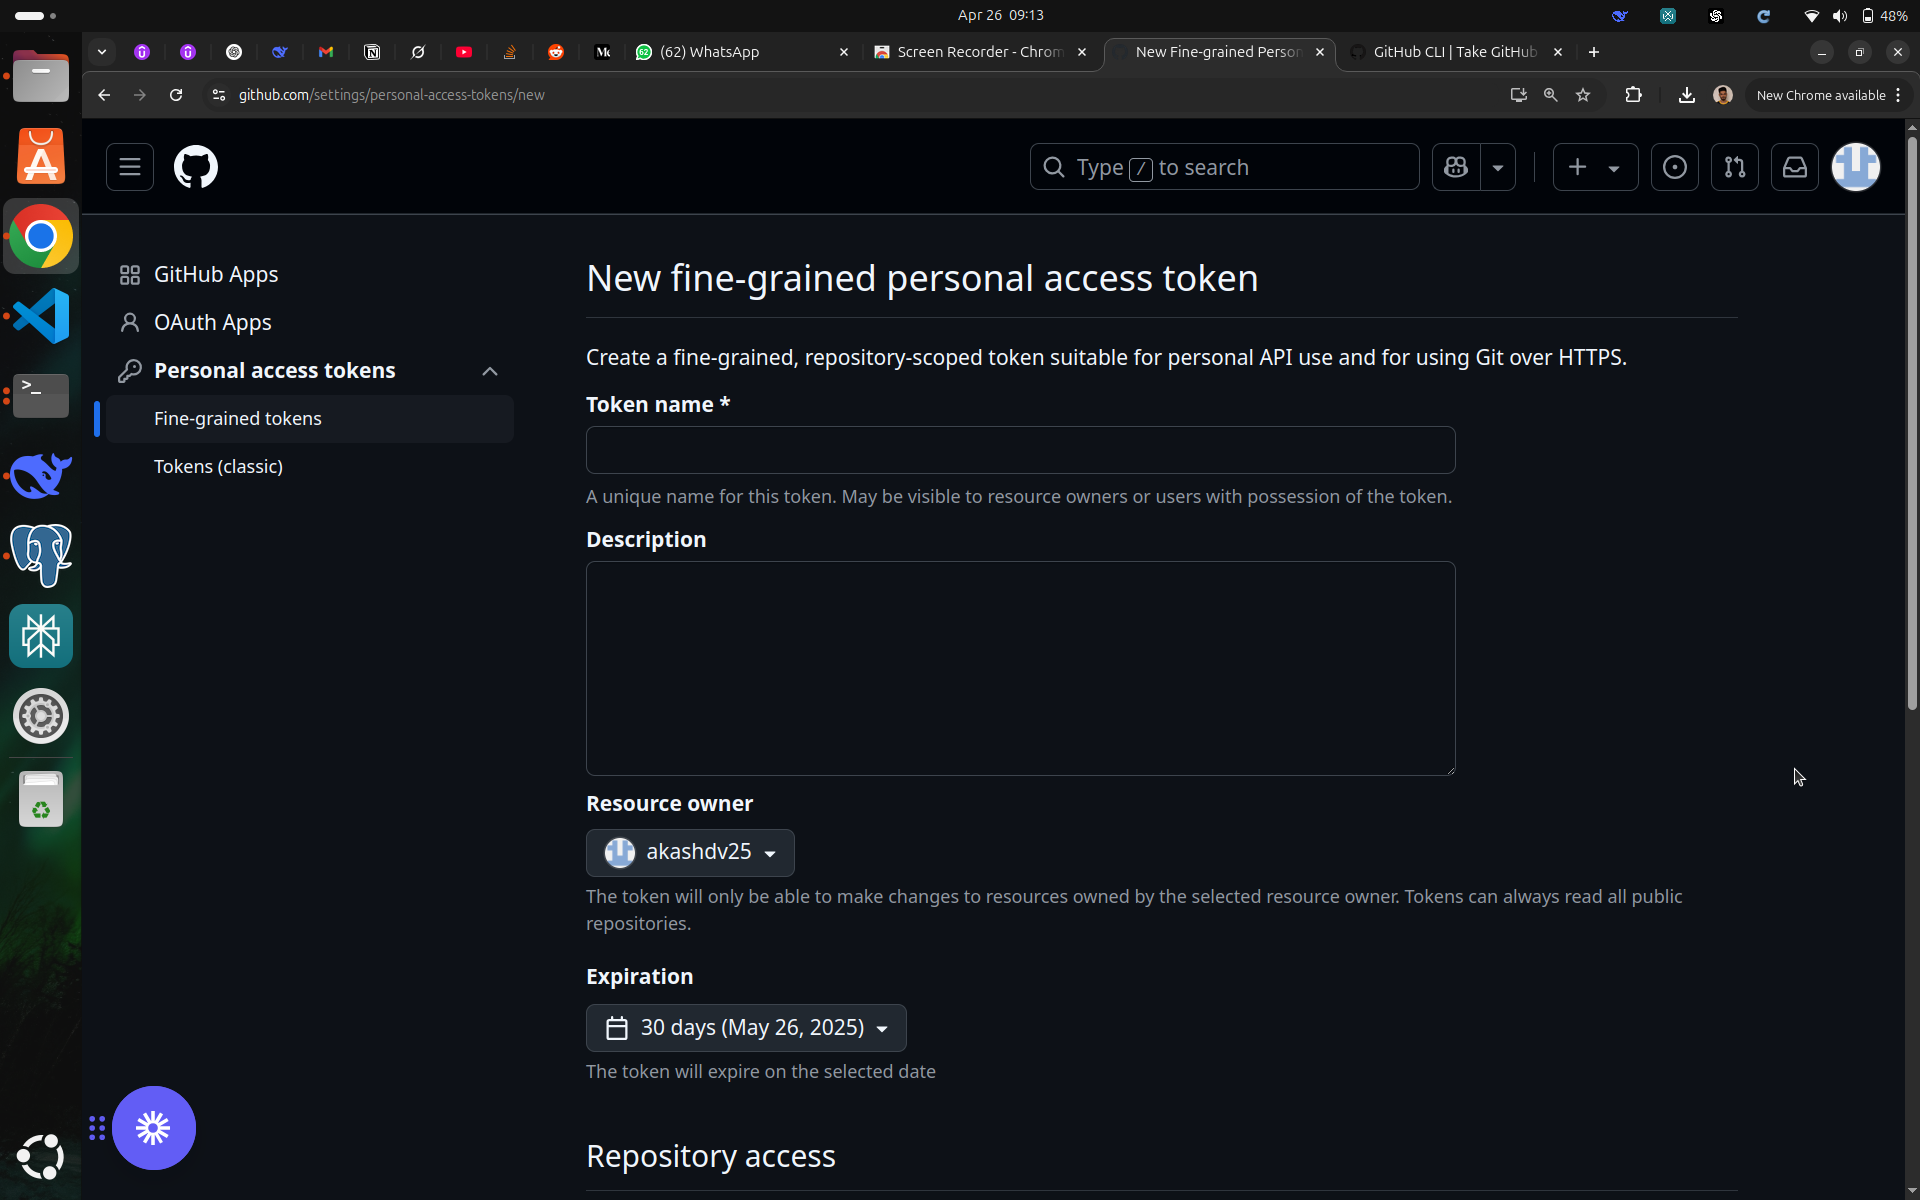 Apr 26 09:13
48%
(62) WhatsApp
Screen Recorder - Chrom
New Fine-grained Person
GitHub CLI | Take GitHub
github.com/settings/personal-access-tokens/new
New Chrome available
Type / to search
GitHub Apps
OAuth Apps
Personal access tokens
Fine-grained tokens
Tokens (classic)
New fine-grained personal access token
Create a fine-grained, repository-scoped token suitable for personal API use and for using Git over HTTPS.
Token name *
A unique name for this token. May be visible to resource owners or users with possession of the token.
Description
Resource owner
akashdv25
The token will only be able to make changes to resources owned by the selected resource owner. Tokens can always read all public
repositories.
Expiration
30 days (May 26, 2025)
The token will expire on the selected date
Repository access